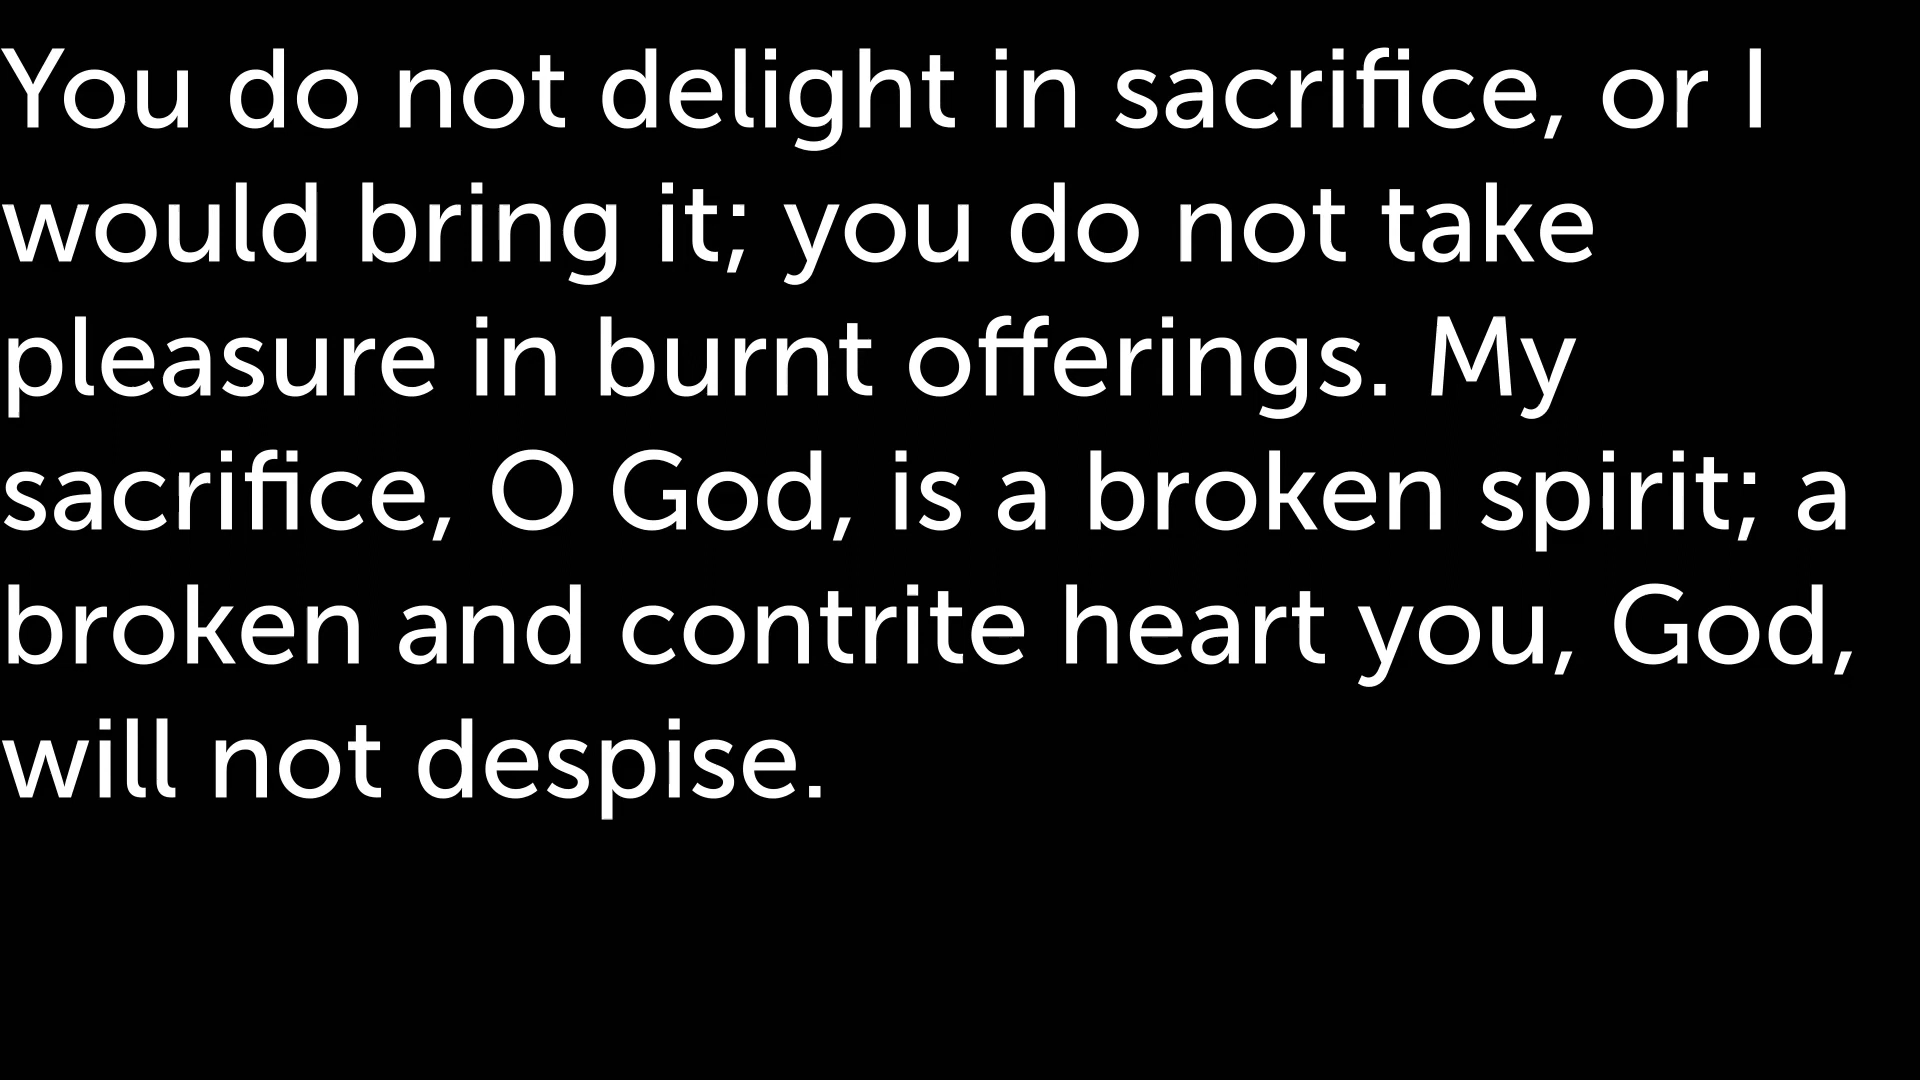 You do not delight in sacrifice, or I
would bring it; you do not take
pleasure in burnt offerings. My
sacrifice, O God, is a broken spirit; a
broken and contrite heart you, God,
will not despise.